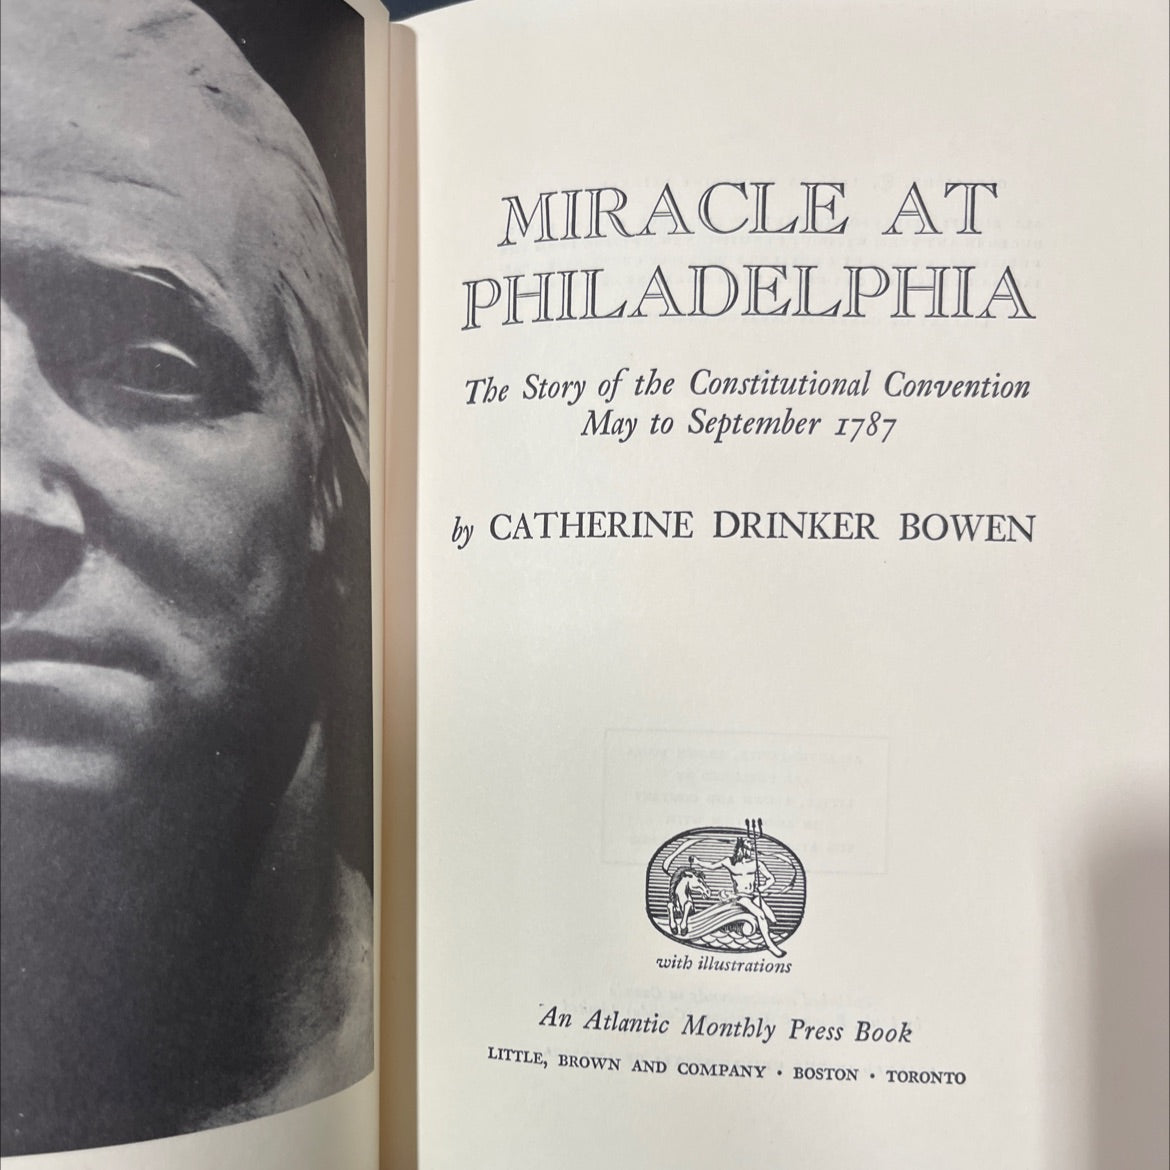 MIRACLE AT
PHILADELPHIA
The Story of the Constitutional Convention
May to September 1787
by CATHERINE DRINKER BOWEN
with illustrations
An Atlantic Monthly Press Book
LITTLE, BROWN AND COMPANY • BOSTON • TORONTO